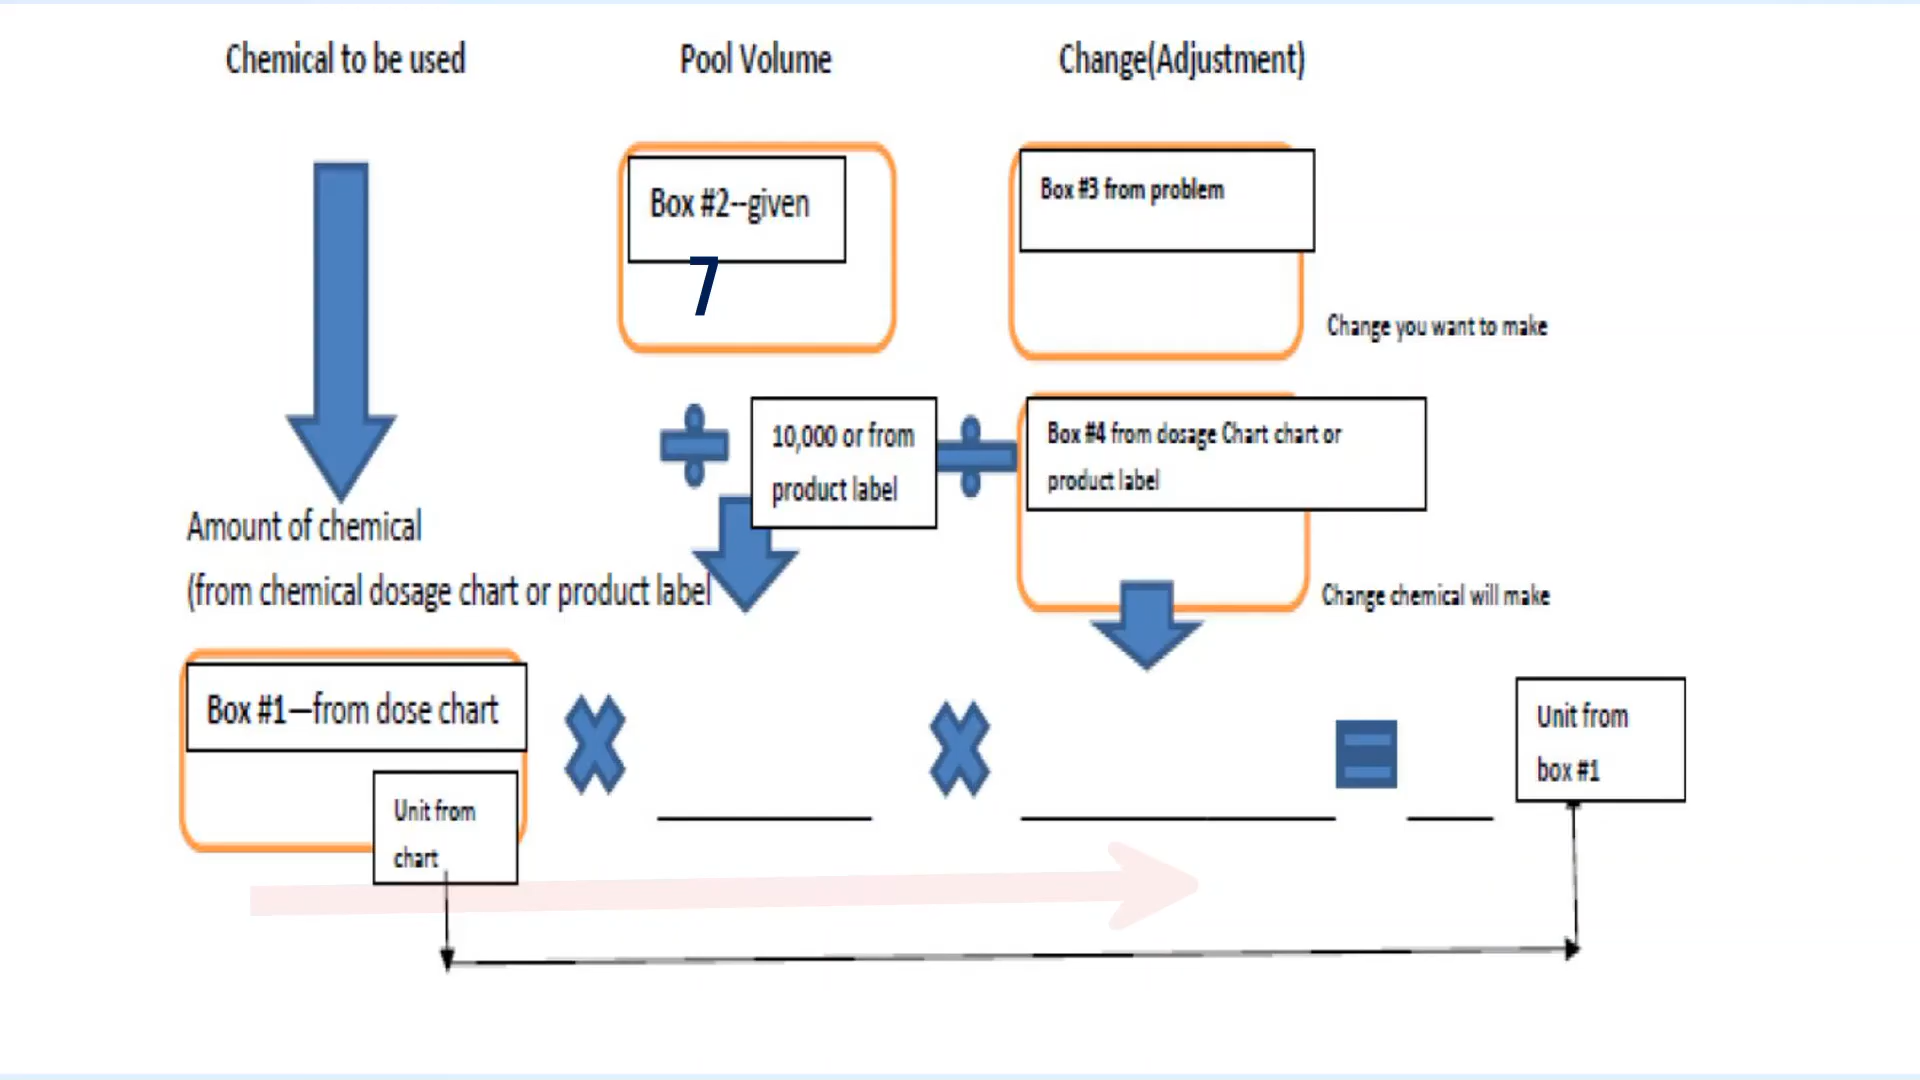 Chemical to be used
Pool Volume
Change(Adjustment)
Box #2--given
7
Box #3 from problem
Change you want to make
10,000 or from
product label
Box #4 from dosage Chart chart or
product label
Change chemical will make
Amount of chemical
(from chemical dosage chart or product label
Box #1—from dose chart
Unit from
chart
Unit from
box #1